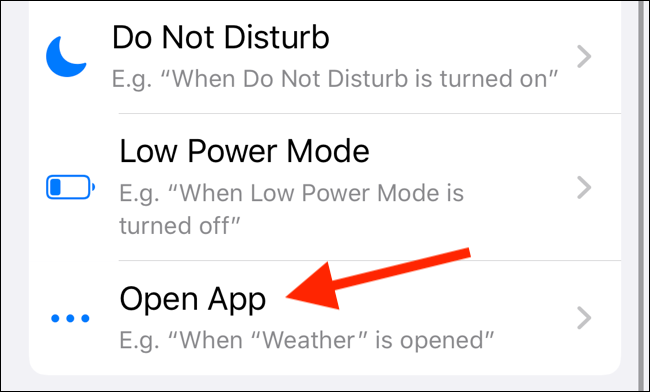 Do Not Disturb
E.g. “When Do Not Disturb is turned on”
Low Power Mode
E.g. “When Low Power Mode is
turned off”
Open App
E.g. “When “Weather” is opened”